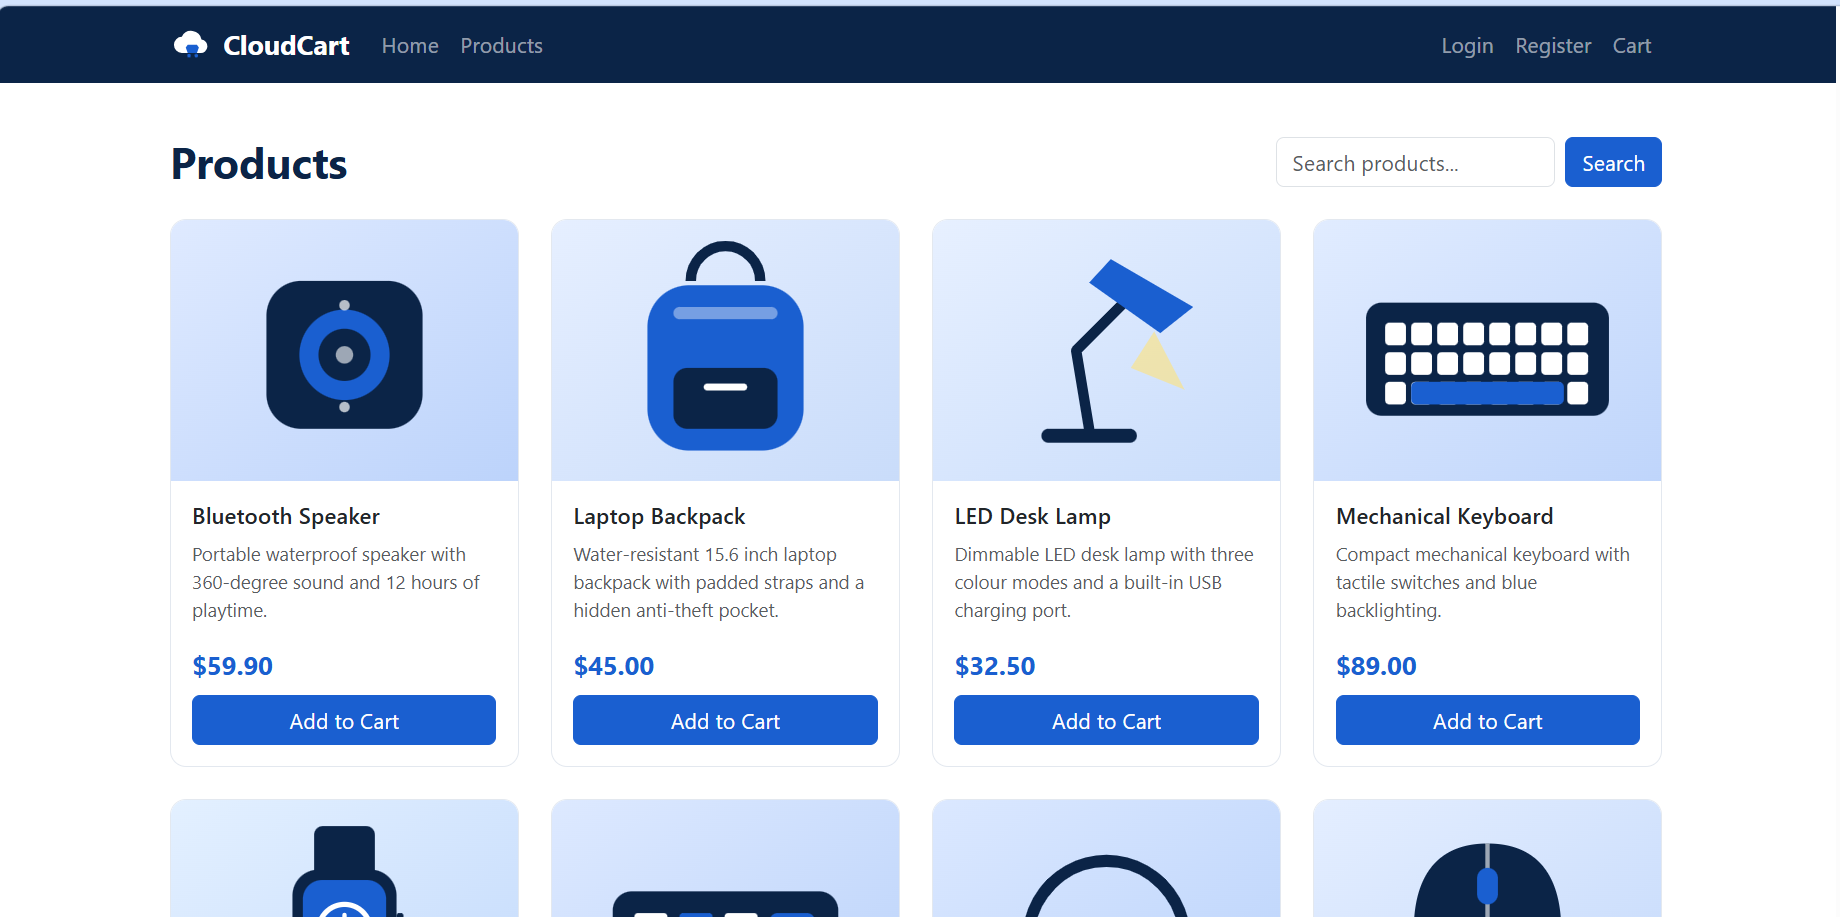 CloudCart Home Products Login Register Cart
Products
Search products... Search
Bluetooth Speaker
Portable waterproof speaker with
360-degree sound and 12 hours of
playtime.
$59.90
Add to Cart
Laptop Backpack
Water-resistant 15.6 inch laptop
backpack with padded straps and a
hidden anti-theft pocket.
$45.00
Add to Cart
LED Desk Lamp
Dimmable LED desk lamp with three
colour modes and a built-in USB
charging port.
$32.50
Add to Cart
Mechanical Keyboard
Compact mechanical keyboard with
tactile switches and blue
backlighting.
$89.00
Add to Cart